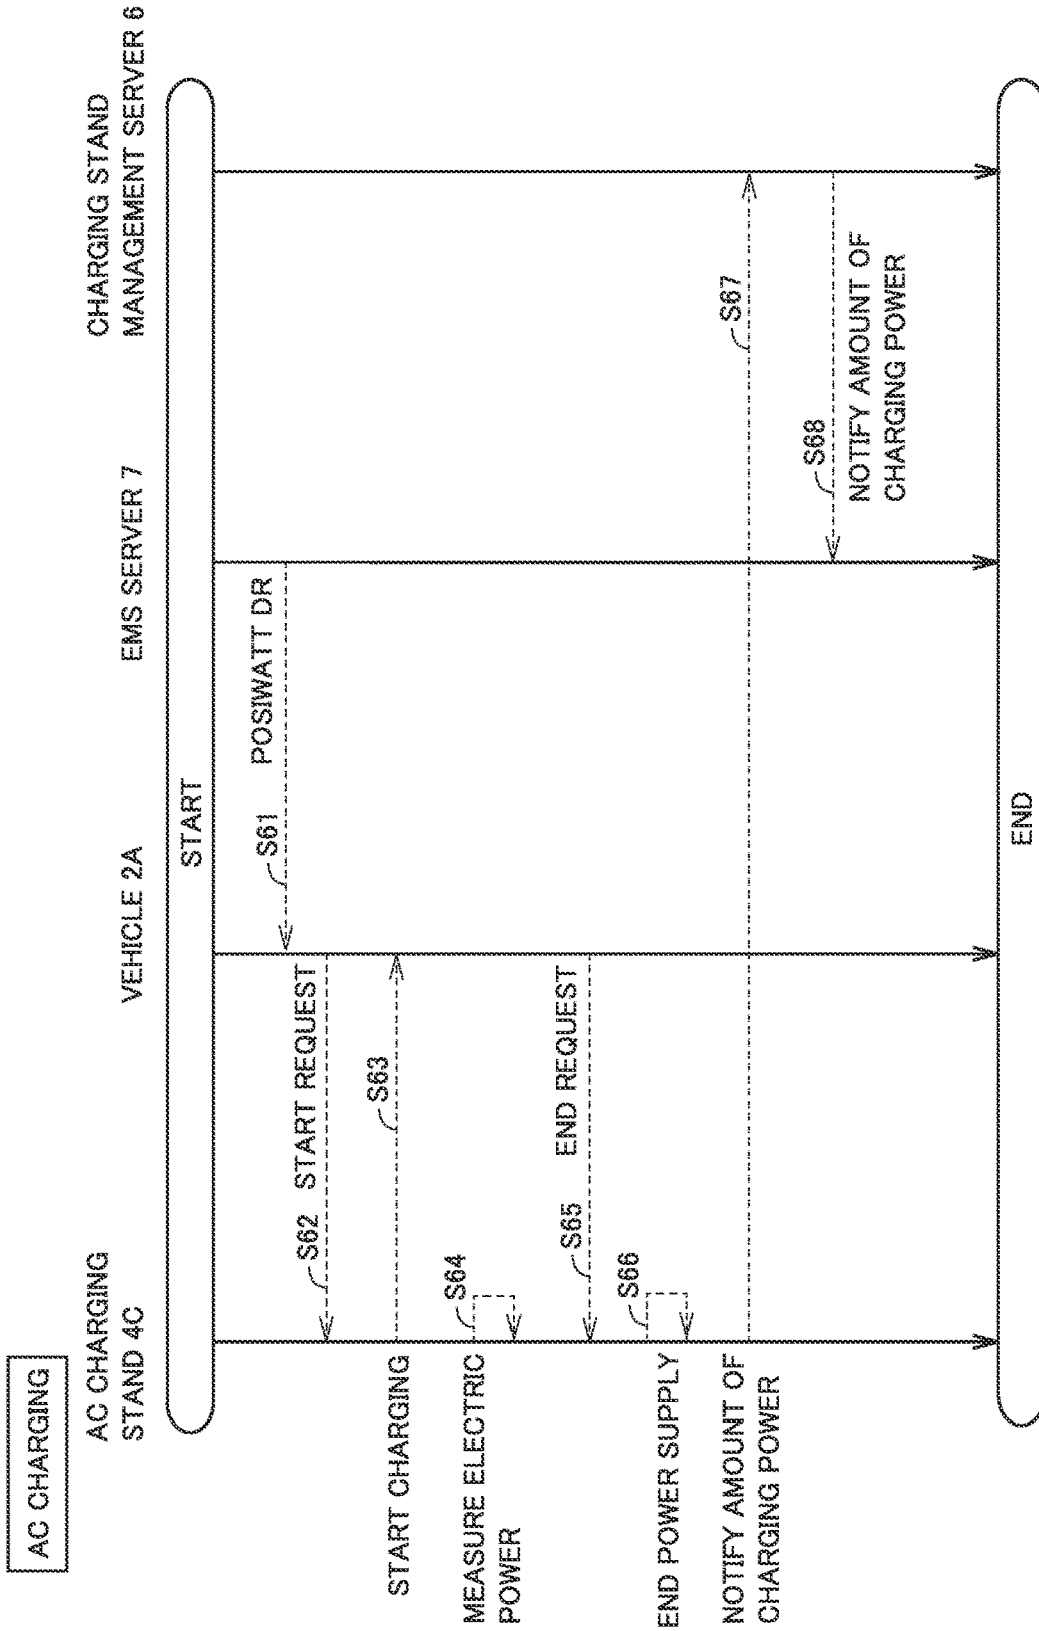 AC CHARGING
AC CHARGING
STAND 4C
VEHICLE 2A
EMS SERVER 7
CHARGING STAND
MANAGEMENT SERVER 6
START
S61
POSIWATT DR
S62
START REQUEST
START CHARGING
S63
MEASURE ELECTRIC
POWER
S64
S65
END REQUEST
END POWER SUPPLY
S66
NOTIFY AMOUNT OF
CHARGING POWER
S67
S68
NOTIFY AMOUNT OF
CHARGING POWER
END